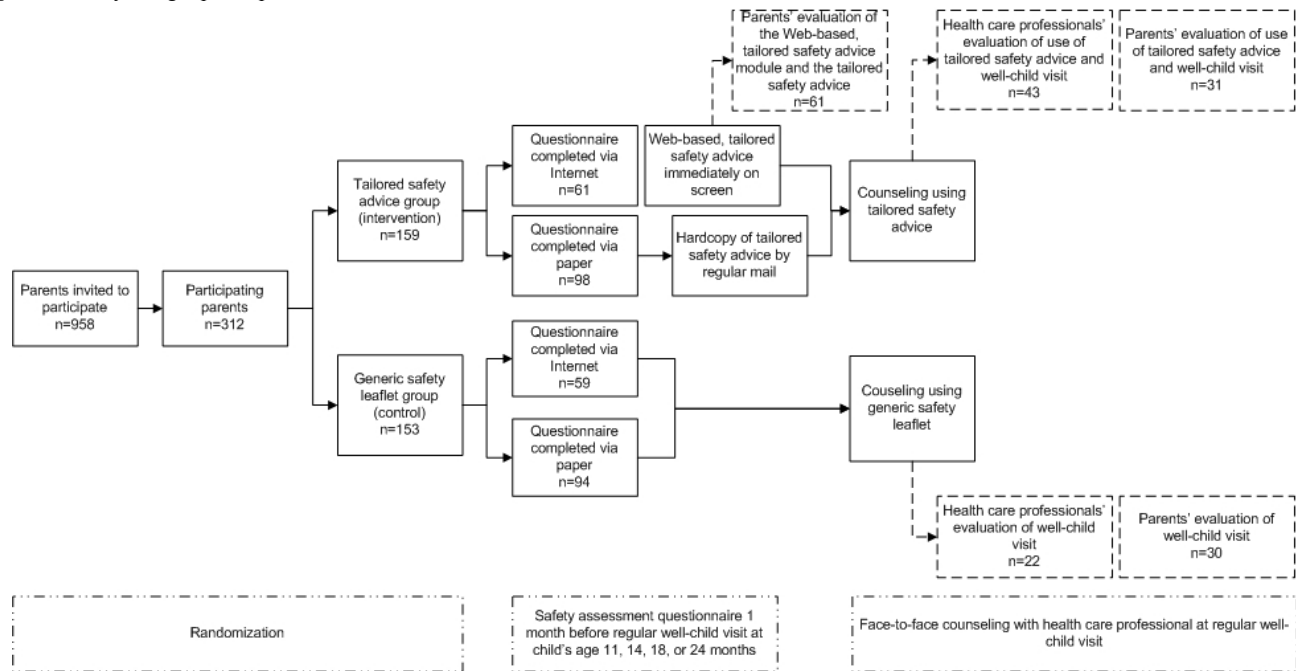 Parents' evaluation of
the Web-based,
tailored safety advice
module and the tailored
safety advice
n=61
Health care professionals'
evaluation of use of
tailored safety advice
and well-child visit
n=43
Parents' evaluation of use
of tailored safety advice
and well-child visit
n=31
Questionnaire
completed via
Internet
n=61
Web-based, tailored
safety advice
immediately on
screen
Tailored safety
advice group
(intervention)
n=159
Counseling using
tailored safety
advice
Questionnaire
completed via
paper
n=98
Hardcopy of tailored
safety advice by
regular mail
Parents invited to
participate
n=958
Participating
parents
n=312
Questionnaire
completed via
Internet
n=59
Generic safety
leaflet group
(control)
n=153
Couseling using
generic safety
leaflet
Questionnaire
completed via
paper
n=94
Health care professionals'
evaluation of well-child
visit
n=22
Parents' evaluation of
well-child visit
n=30
Randomization
Safety assessment questionnaire 1
month before regular well-child visit at
child's age 11, 14, 18, or 24 months
Face-to-face counseling with health care professional at regular well-
child visit